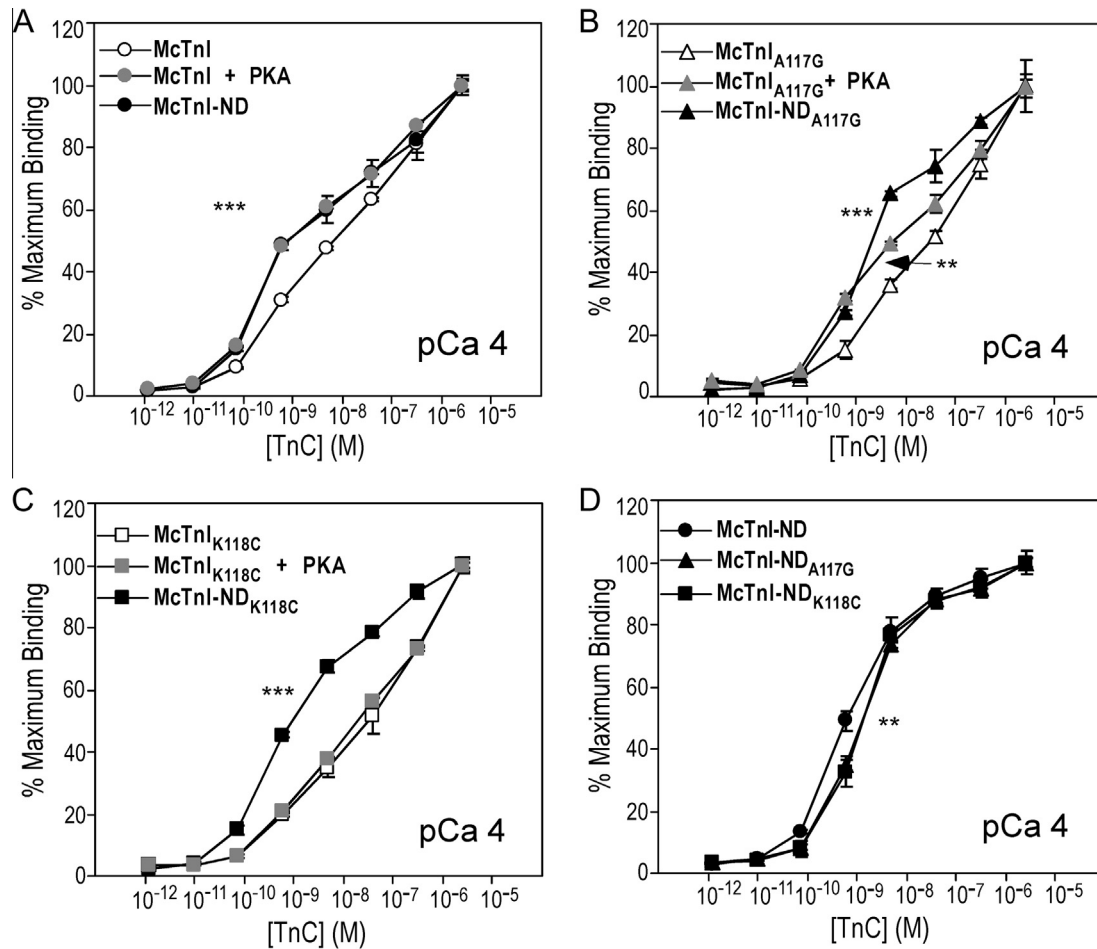 A
120
100
80
60
40
20
0
% Maximum Binding
McTnI
McTnI + PKA
McTnI-ND
***
pCa 4
10⁻¹² 10⁻¹¹ 10⁻¹⁰ 10⁻⁹ 10⁻⁸ 10⁻⁷ 10⁻⁶ 10⁻⁵
[TnC] (M)
B
120
100
80
60
40
20
0
% Maximum Binding
McTnI A117G
McTnI A117G + PKA
McTnI-ND A117G
***
**
pCa 4
10⁻¹² 10⁻¹¹ 10⁻¹⁰ 10⁻⁹ 10⁻⁸ 10⁻⁷ 10⁻⁶ 10⁻⁵
[TnC] (M)
C
120
100
80
60
40
20
0
% Maximum Binding
McTnI K118C
McTnI K118C + PKA
McTnI-ND K118C
***
pCa 4
10⁻¹² 10⁻¹¹ 10⁻¹⁰ 10⁻⁹ 10⁻⁸ 10⁻⁷ 10⁻⁶ 10⁻⁵
[TnC] (M)
D
120
100
80
60
40
20
0
% Maximum Binding
McTnI-ND
McTnI-ND A117G
McTnI-ND K118C
**
pCa 4
10⁻¹² 10⁻¹¹ 10⁻¹⁰ 10⁻⁹ 10⁻⁸ 10⁻⁷ 10⁻⁶ 10⁻⁵
[TnC] (M)